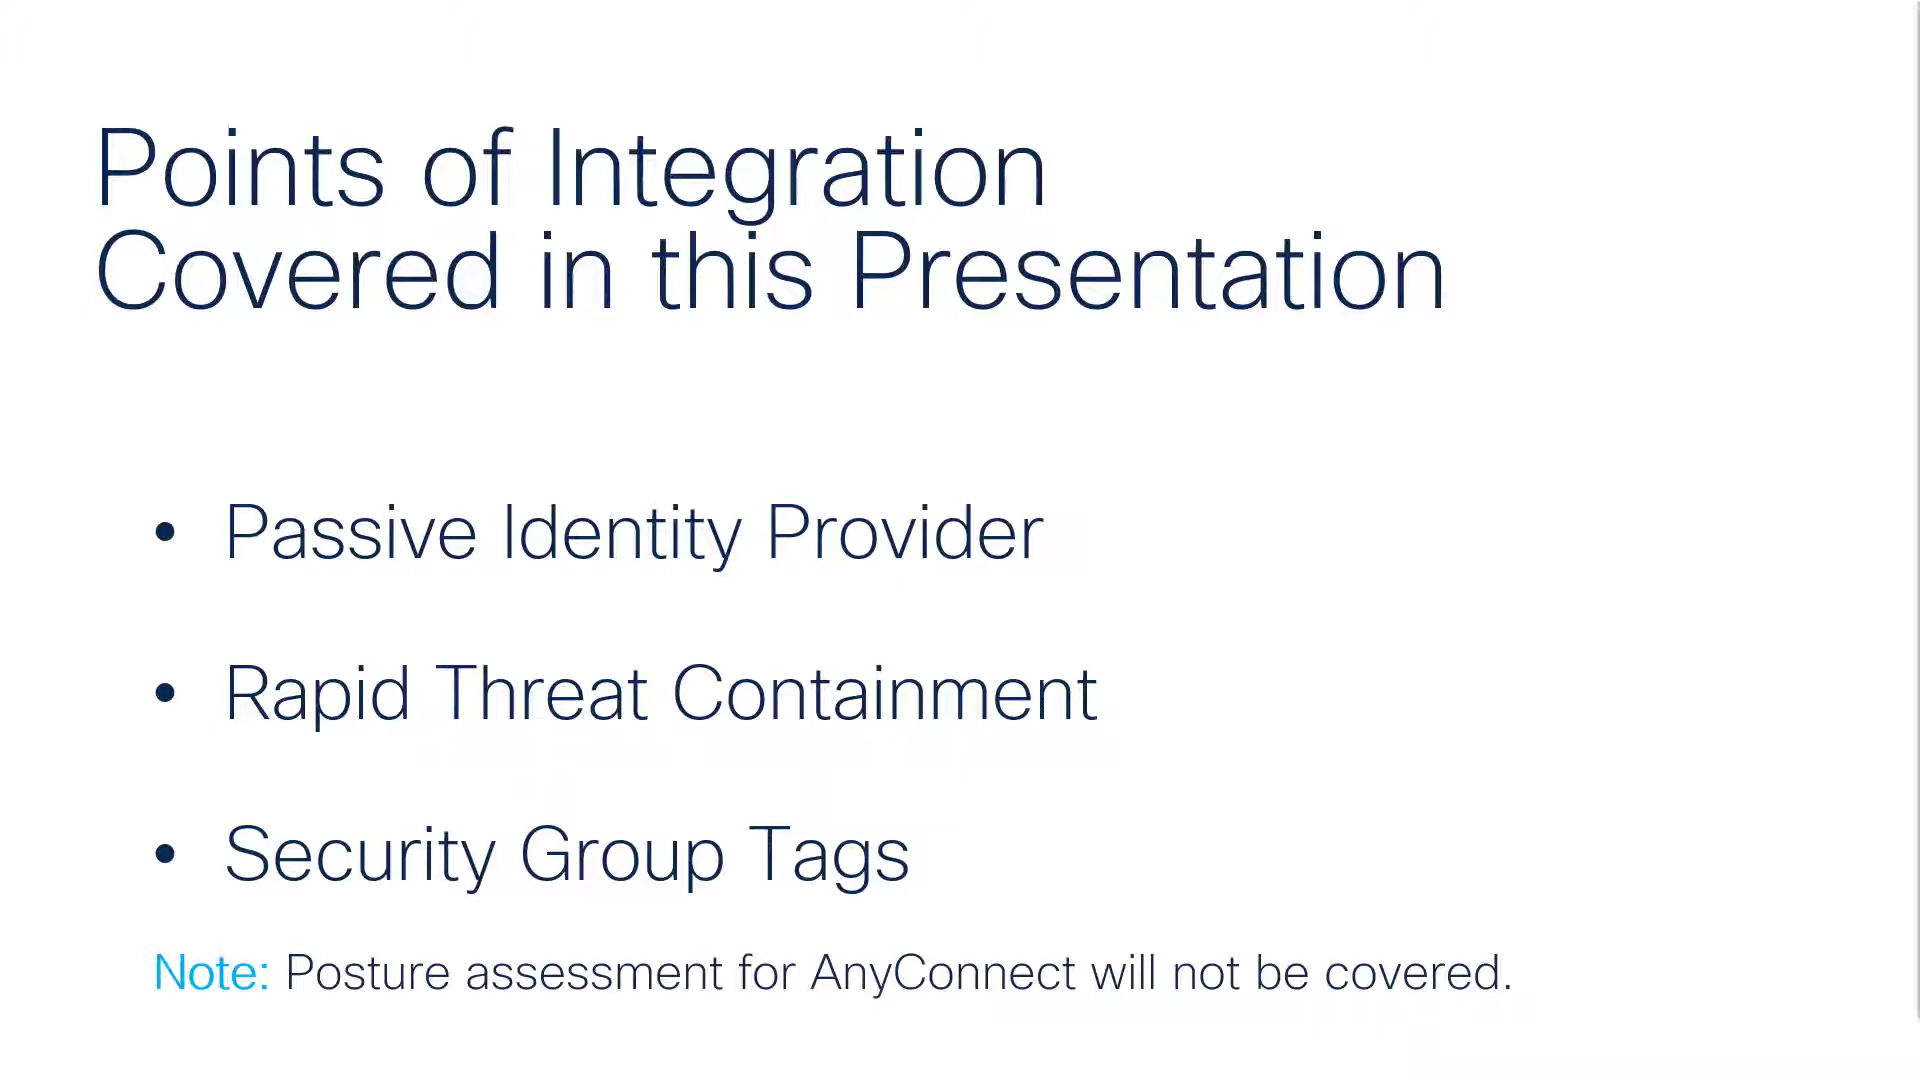 Points of Integration
Covered in this Presentation
• Passive Identity Provider
• Rapid Threat Containment
• Security Group Tags
Note: Posture assessment for AnyConnect will not be covered.